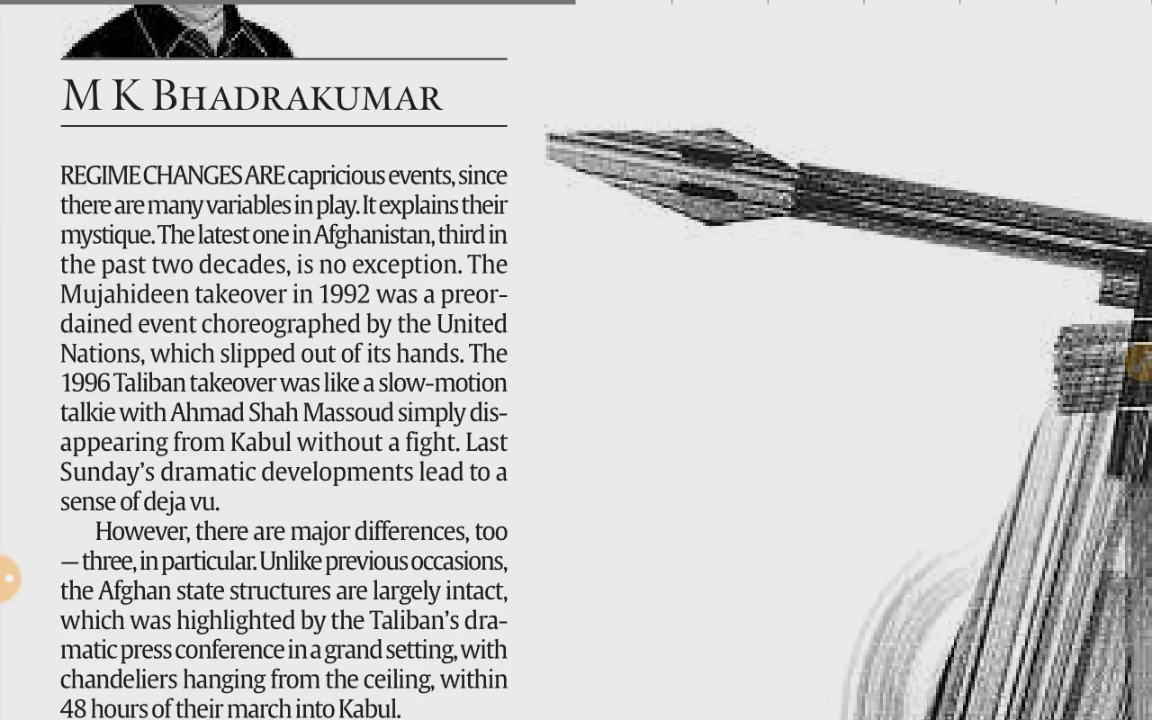 M K BHADRAKUMAR
REGIME CHANGES ARE capricious events, since
there are many variables in play. It explains their
mystique. The latest one in Afghanistan, third in
the past two decades, is no exception. The
Mujahideen takeover in 1992 was a preor-
dained event choreographed by the United
Nations, which slipped out of its hands. The
1996 Taliban takeover was like a slow-motion
talkie with Ahmad Shah Massoud simply dis-
appearing from Kabul without a fight. Last
Sunday's dramatic developments lead to a
sense of deja vu.
However, there are major differences, too
— three, in particular. Unlike previous occasions,
the Afghan state structures are largely intact,
which was highlighted by the Taliban's dra-
matic press conference in a grand setting, with
chandeliers hanging from the ceiling, within
48 hours of their march into Kabul.